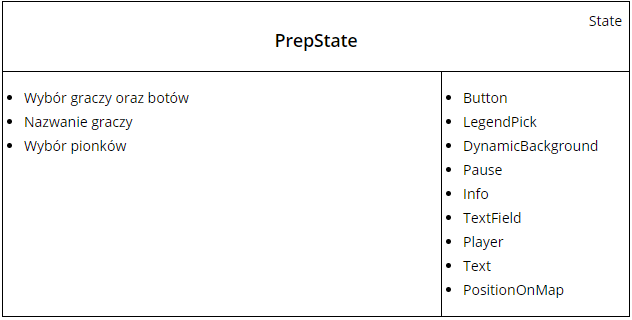 State
PrepState
Wybór graczy oraz botów
Nazwanie graczy
Wybór pionków
Button
LegendPick
DynamicBackground
Pause
Info
TextField
Player
Text
PositionOnMap